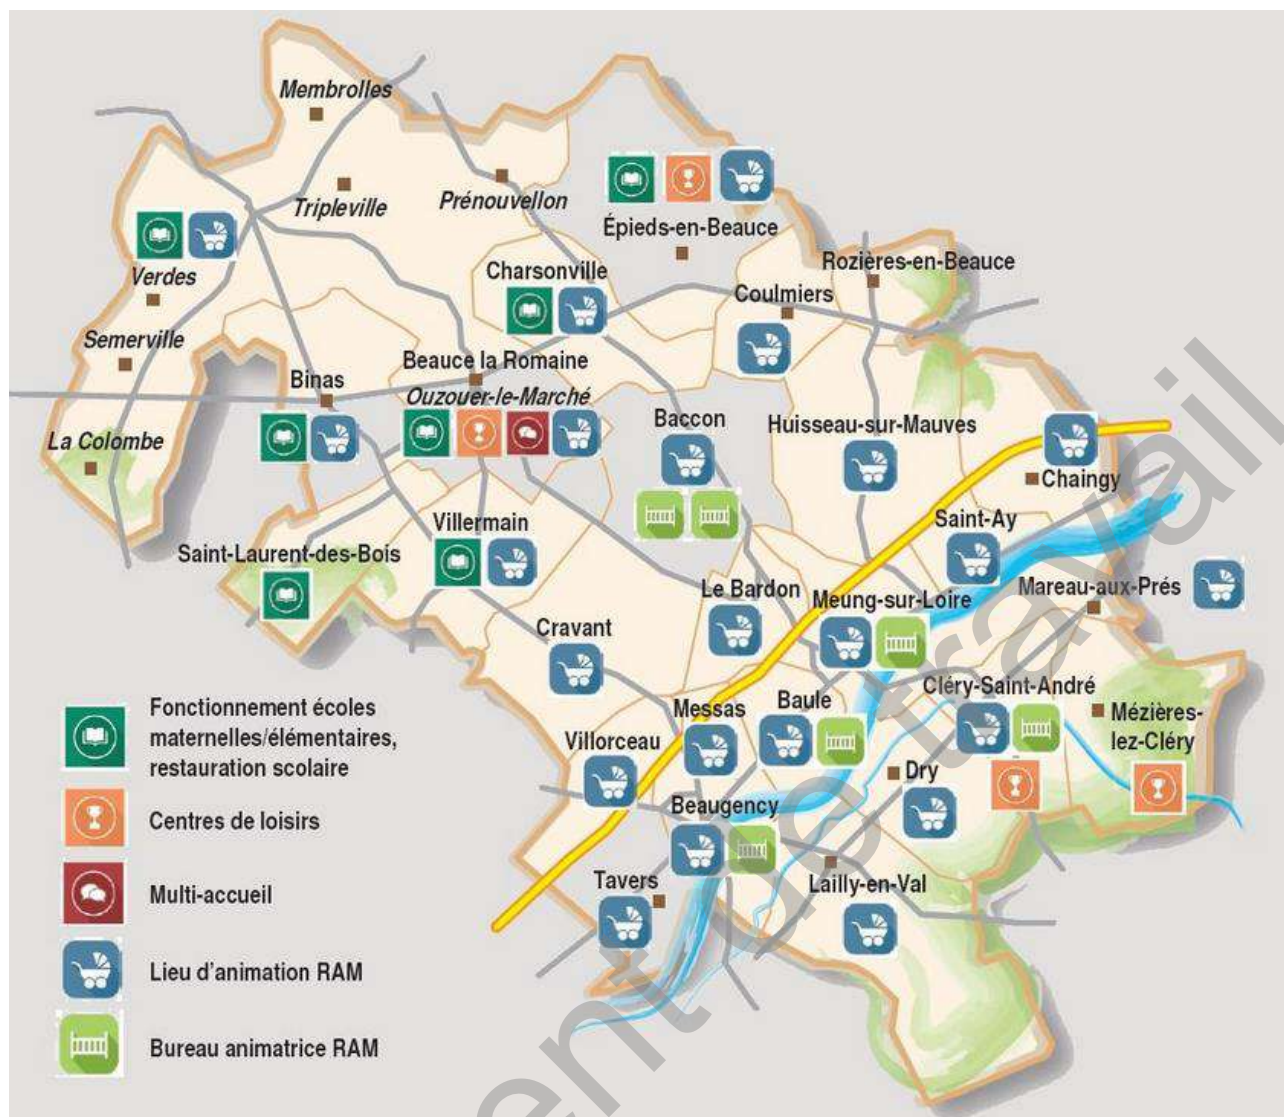 Membrolles
Tripleville
Prénouvellon
Épieds-en-Beauce
Verdes
Charsonville
Rozières-en-Beauce
Coulmiers
Semerville
Binas
Beauce la Romaine
Ouzouer-le-Marché
La Colombe
Baccon
Huisseau-sur-Mauves
Chaingy
Saint-Laurent-des-Bois
Villermain
Saint-Ay
Le Bardon
Meung-sur-Loire
Mareau-aux-Prés
Cravant
Cléry-Saint-André
Mézières-
lez-Cléry
Messas
Baule
Villorceau
Dry
Beaugency
Tavers
Lailly-en-Val
Fonctionnement écoles
maternelles/élémentaires,
restauration scolaire
Centres de loisirs
Multi-accueil
Lieu d'animation RAM
Bureau animatrice RAM
ent de travail